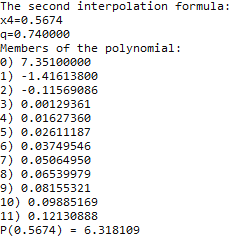 The second interpolation formula:
x4=0.5674
q=0.740000
Members of the polynomial:
0) 7.35100000
1) -1.41613800
2) -0.11569086
3) 0.00129361
4) 0.01627360
5) 0.02611187
6) 0.03749546
7) 0.05064950
8) 0.06539979
9) 0.08155321
10) 0.09885169
11) 0.12130888
P(0.5674) = 6.318109